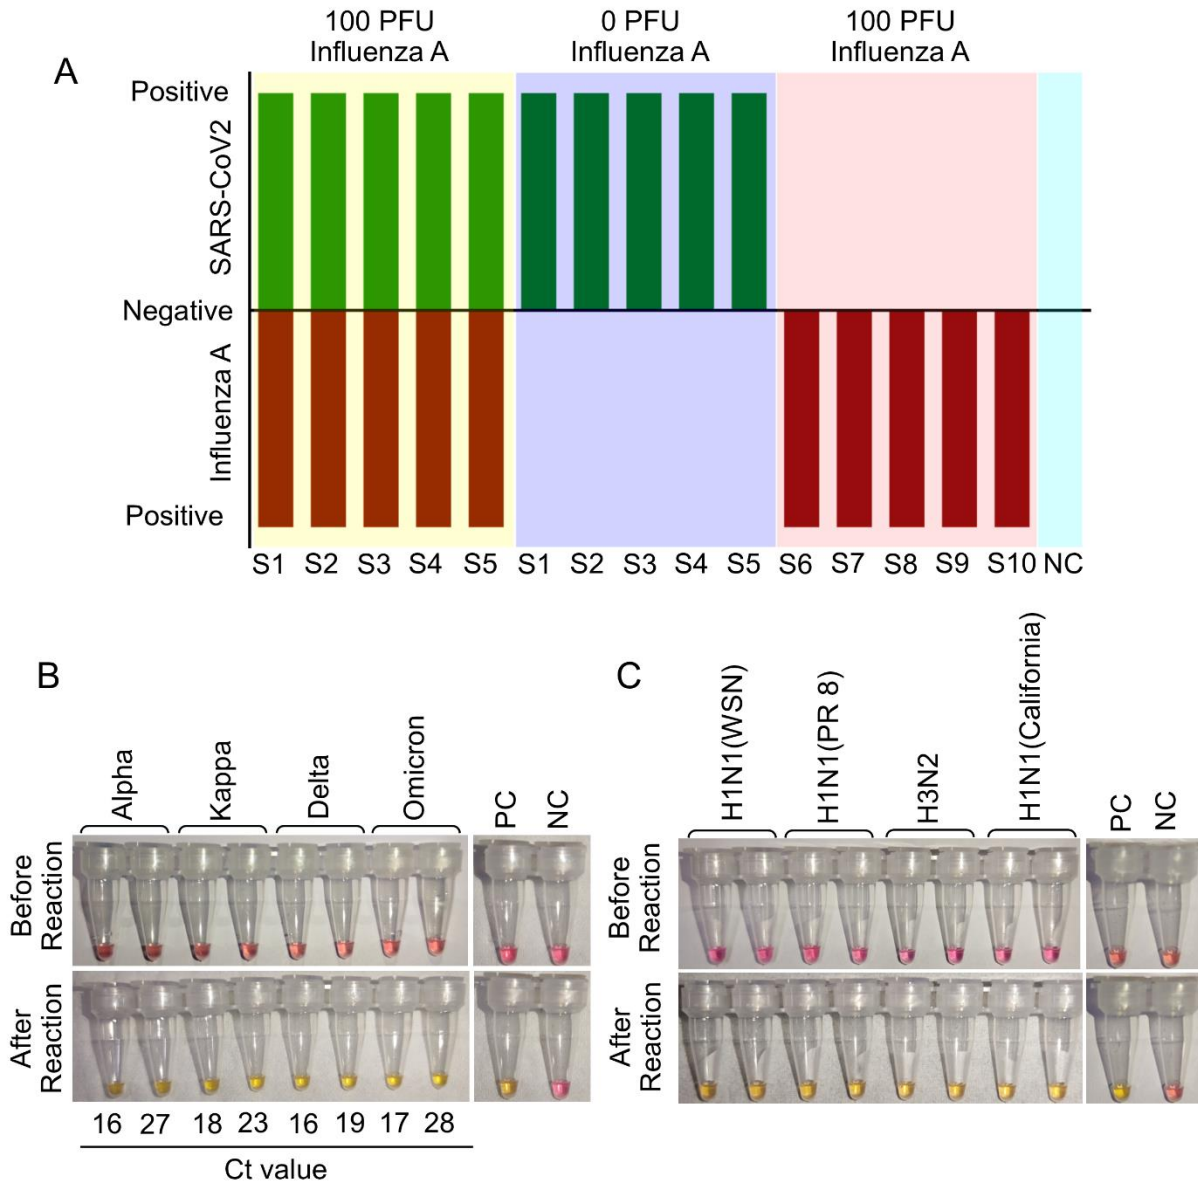 A
100 PFU
Influenza A
0 PFU
Influenza A
100 PFU
Influenza A
Positive
SARS-CoV2
Negative
Influenza A
Positive
S1 S2 S3 S4 S5 S1 S2 S3 S4 S5 S6 S7 S8 S9 S10 NC
B
Alpha Kappa Delta Omicron PC NC
Before
Reaction
After
Reaction
16 27 18 23 16 19 17 28
Ct value
C
H1N1(WSN) H1N1(PR 8) H3N2 H1N1(California) PC NC
Before
Reaction
After
Reaction